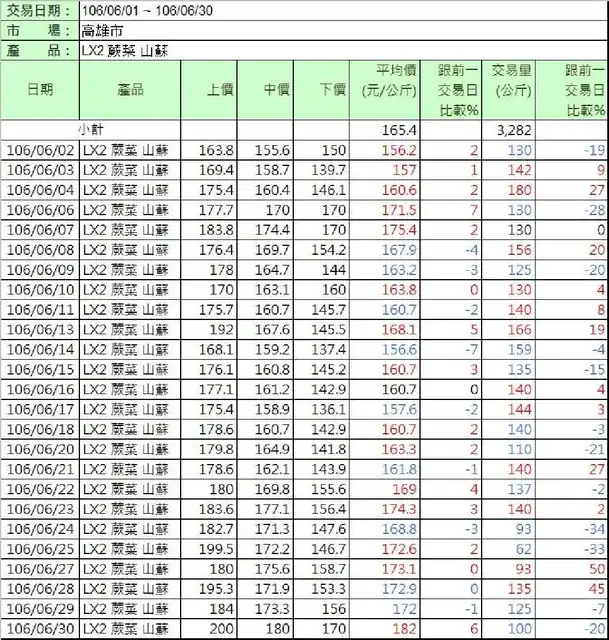 交易日期： 106/06/01 ~ 106/06/30
市 場： 高雄市
產 品： LX2 蕨菜 山蘇
日期 產品 上價 中價 下價 平均價 (元/公斤) 跟前一 交易日 比較% 交易量 (公斤) 跟前一 交易日 比較%
小計 165.4 3,282
106/06/02 LX2 蕨菜 山蘇 163.8 155.6 150 156.2 2 130 -19
106/06/03 LX2 蕨菜 山蘇 169.4 158.7 139.7 157 1 142 9
106/06/04 LX2 蕨菜 山蘇 175.4 160.4 146.1 160.6 2 180 27
106/06/06 LX2 蕨菜 山蘇 177.7 170 170 171.5 7 130 -28
106/06/07 LX2 蕨菜 山蘇 183.8 174.4 170 175.4 2 130 0
106/06/08 LX2 蕨菜 山蘇 176.4 169.7 154.2 167.9 -4 156 20
106/06/09 LX2 蕨菜 山蘇 178 164.7 144 163.2 -3 125 -20
106/06/10 LX2 蕨菜 山蘇 170 163.1 160 163.8 0 130 4
106/06/11 LX2 蕨菜 山蘇 175.7 160.7 145.7 160.7 -2 140 8
106/06/13 LX2 蕨菜 山蘇 192 167.6 145.5 168.1 5 166 19
106/06/14 LX2 蕨菜 山蘇 168.1 159.2 137.4 156.6 -7 159 -4
106/06/15 LX2 蕨菜 山蘇 176.1 160.8 145.2 160.7 3 135 -15
106/06/16 LX2 蕨菜 山蘇 177.1 161.2 142.9 160.7 0 140 4
106/06/17 LX2 蕨菜 山蘇 175.4 158.9 136.1 157.6 -2 144 3
106/06/18 LX2 蕨菜 山蘇 178.6 160.7 142.9 160.7 2 140 -3
106/06/20 LX2 蕨菜 山蘇 179.8 164.9 141.8 163.3 2 110 -21
106/06/21 LX2 蕨菜 山蘇 178.6 162.1 143.9 161.8 -1 140 27
106/06/22 LX2 蕨菜 山蘇 180 169.8 155.6 169 4 137 -2
106/06/23 LX2 蕨菜 山蘇 183.6 177.1 156.4 174.3 3 140 2
106/06/24 LX2 蕨菜 山蘇 182.7 171.3 147.6 168.8 -3 93 -34
106/06/25 LX2 蕨菜 山蘇 199.5 172.2 146.7 172.6 2 62 -33
106/06/27 LX2 蕨菜 山蘇 180 175.6 158.7 173.1 0 93 50
106/06/28 LX2 蕨菜 山蘇 195.3 171.9 153.3 172.9 0 135 45
106/06/29 LX2 蕨菜 山蘇 184 173.3 156 172 -1 125 -7
106/06/30 LX2 蕨菜 山蘇 200 180 170 182 6 100 -20